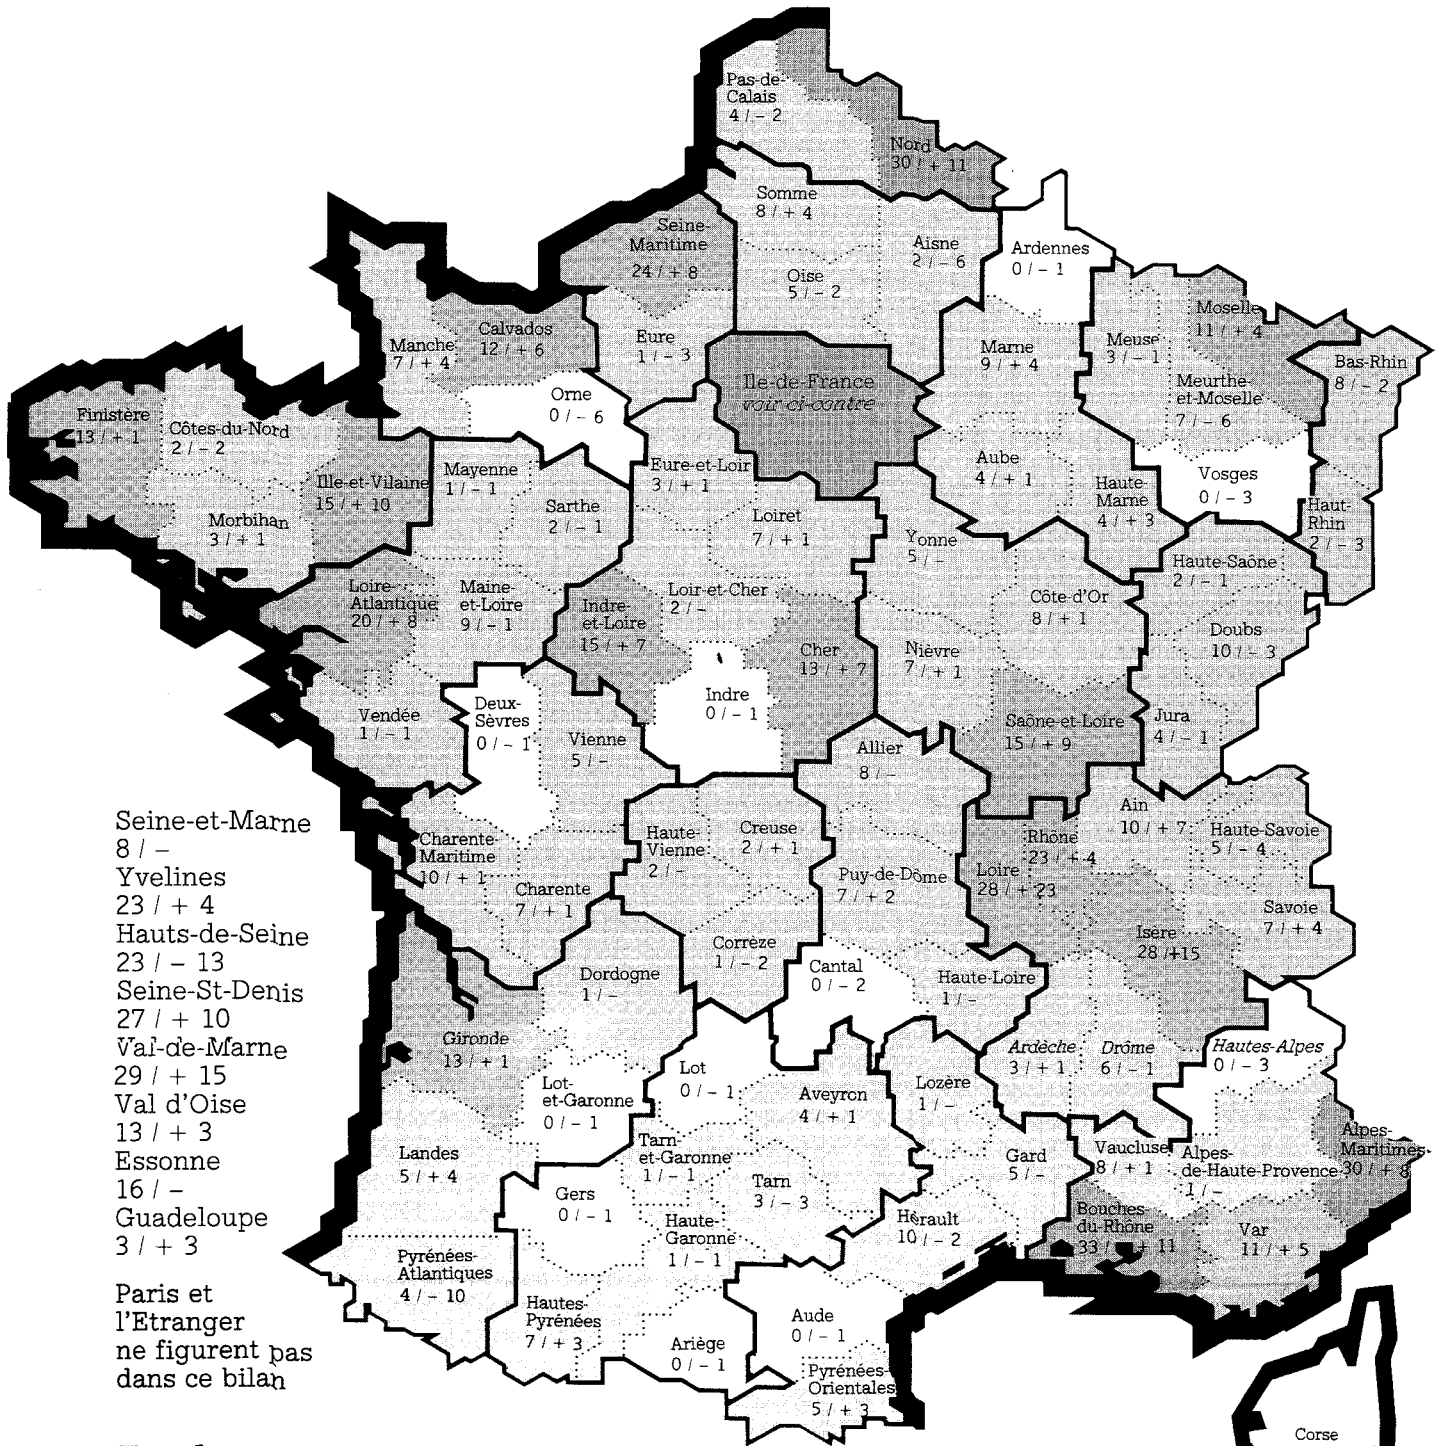 Pas-de-
Calais
4 / - 2
Nord
30 / + 11
Somme
8 / + 4
Seine-
Maritime
24 / + 8
Aisne
2 / - 6
Ardennes
0 / - 1
Oise
5 / - 2
Moselle
11 / + 4
Calvados
12 / + 6
Manche
7 / + 4
Eure
1 / - 3
Marne
9 / + 4
Meuse
3 / - 1
Bas-Rhin
8 / - 2
Ile-de-France
voir ci-contre
Meurthe-
et-Moselle
7 / - 6
Orne
0 / - 6
Finistère
13 / + 1
Côtes-du-Nord
2 / - 2
Ille-et-Vilaine
15 / + 10
Mayenne
1 / - 1
Eure-et-Loir
3 / + 1
Aube
4 / + 1
Haute-
Marne
4 / + 3
Vosges
0 / - 3
Haut-
Rhin
2 / - 3
Morbihan
3 / + 1
Sarthe
2 / - 1
Loiret
7 / + 1
Yonne
5 / -
Haute-Saône
2 / - 1
Loire-
Atlantique
20 / + 8
Maine-
et-Loire
9 / - 1
Indre-
et-Loire
15 / + 7
Loir-et-Cher
2 / -
Côte-d'Or
8 / + 1
Doubs
10 / - 3
Cher
13 / + 7
Nièvre
7 / + 1
Indre
0 / - 1
Vendée
1 / - 1
Deux-
Sèvres
0 / - 1
Vienne
5 / -
Saône-et-Loire
15 / + 9
Jura
4 / - 1
Allier
8 / -
Charente-
Maritime
10 / + 1
Charente
7 / + 1
Haute-
Vienne
2 / -
Creuse
2 / + 1
Puy-de-Dôme
7 / + 2
Loire
28 / + 23
Rhône
23 / + 4
Ain
10 / + 7
Haute-Savoie
5 / - 4
Savoie
7 / + 4
Isère
28 /+15
Corrèze
1 / - 2
Dordogne
1 / -
Cantal
0 / - 2
Haute-Loire
1 / -
Gironde
13 / + 1
Ardèche
3 / + 1
Drôme
6 / - 1
Hautes-Alpes
0 / - 3
Lot
0 / - 1
Lot-
et-Garonne
0 / - 1
Aveyron
4 / + 1
Lozère
1 / -
Landes
5 / + 4
Tarn-
et-Garonne
1 / - 1
Tarn
3 / - 3
Gard
5 / -
Vaucluse
8 / + 1
Alpes-
de-Haute-Provence
1 / -
Alpes-
Maritimes
30 / + 8
Gers
0 / - 1
Haute-
Garonne
1 / - 1
Hérault
10 / - 2
Bouches
du-Rhône
33 / + 11
Var
11 / + 5
Pyrénées-
Atlantiques
4 / - 10
Hautes-
Pyrénées
7 / + 3
Ariège
0 / - 1
Aude
0 / - 1
Pyrénées-
Orientales
5 / + 3
Corse
Seine-et-Marne
8 / -
Yvelines
23 / + 4
Hauts-de-Seine
23 / - 13
Seine-St-Denis
27 / + 10
Val-de-Marne
29 / + 15
Val d'Oise
13 / + 3
Essonne
16 / -
Guadeloupe
3 / + 3
Paris et
l'Etranger
ne figurent pas
dans ce bilan